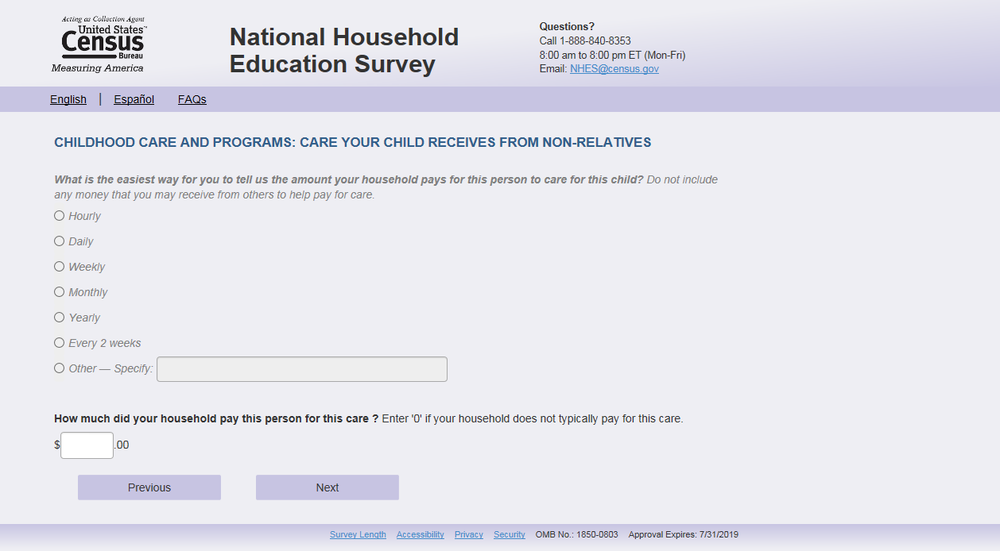 Acting as Collection Agent
United States™
Census
Bureau
Measuring America
National Household
Education Survey
Questions?
Call 1-888-840-8353
8:00 am to 8:00 pm ET (Mon-Fri)
Email: NHES@census.gov
English | Español FAQs
CHILDHOOD CARE AND PROGRAMS: CARE YOUR CHILD RECEIVES FROM NON-RELATIVES
What is the easiest way for you to tell us the amount your household pays for this person to care for this child? Do not include
any money that you may receive from others to help pay for care.
Hourly
Daily
Weekly
Monthly
Yearly
Every 2 weeks
Other — Specify:
How much did your household pay this person for this care ? Enter '0' if your household does not typically pay for this care.
$ .00
Previous Next
Survey Length Accessibility Privacy Security OMB No.: 1850-0803 Approval Expires: 7/31/2019